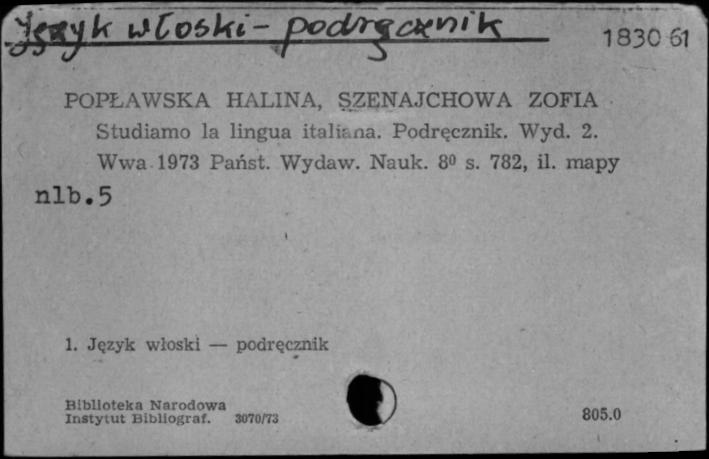 Język włoski - podręcznik
1830 61
POPŁAWSKA HALINA, SZENAJCHOWA ZOFIA
Studiamo la lingua italiana. Podręcznik. Wyd. 2.
Wwa 1973 Państ. Wydaw. Nauk. 8⁰ s. 782, il. mapy
nlb.5
1. Język włoski — podręcznik
Biblioteka Narodowa
Instytut Bibliograf. 3070/73
805.0